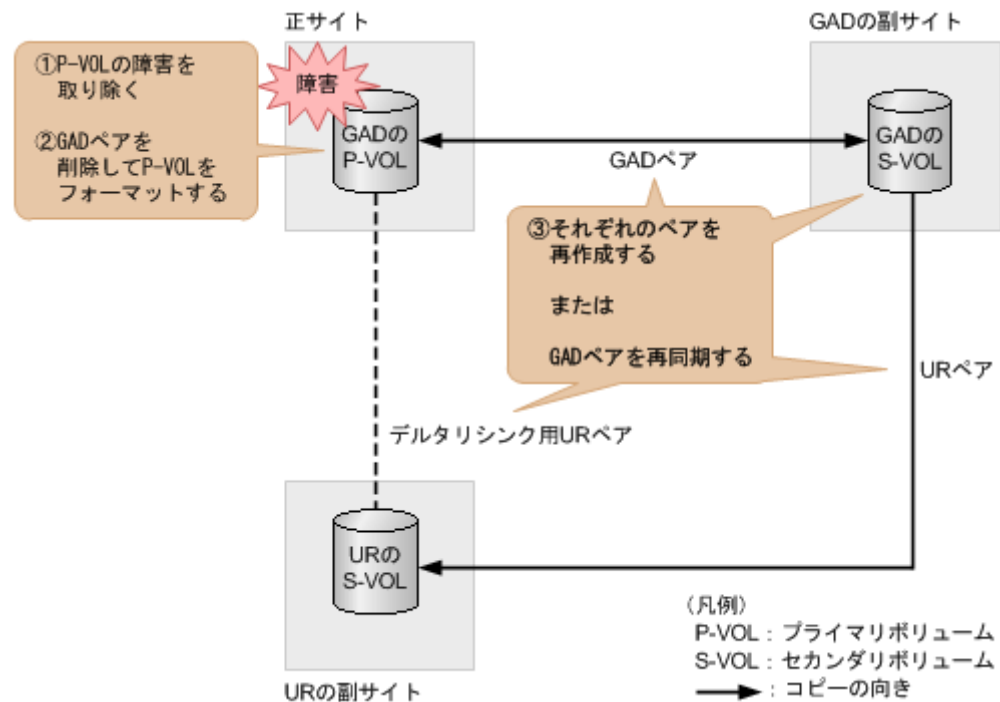 正サイト
GADの副サイト
①P-VOLの障害を
取り除く
②GADペアを
削除してP-VOLを
フォーマットする
障害
GADの
P-VOL
GADペア
GADの
S-VOL
③それぞれのペアを
再作成する
または
GADペアを再同期する
URペア
デルタリシンク用URペア
URの
S-VOL
URの副サイト
（凡例）
P-VOL：プライマリボリューム
S-VOL：セカンダリボリューム
：コピーの向き